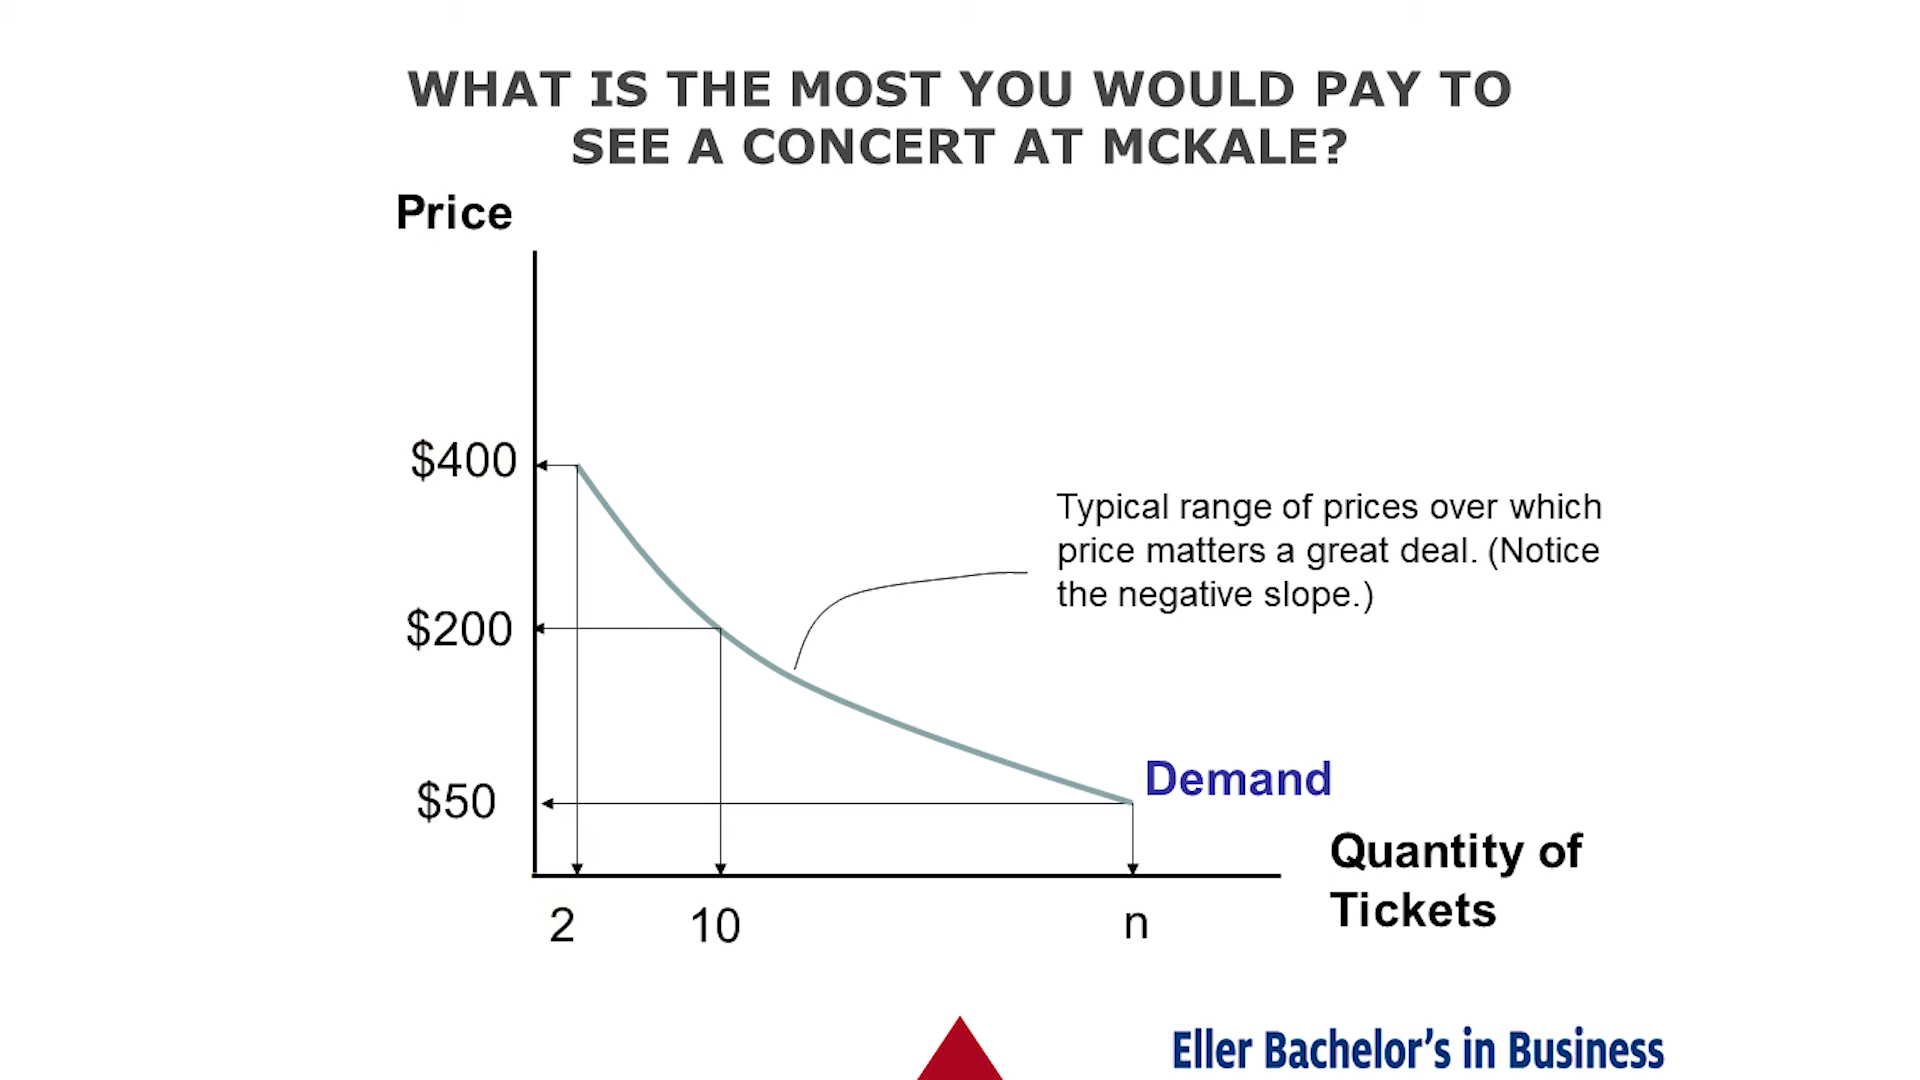 WHAT IS THE MOST YOU WOULD PAY TO
SEE A CONCERT AT MCKALE?
Price
$400
Typical range of prices over which
price matters a great deal. (Notice
the negative slope.)
$200
$50
Demand
Quantity of
Tickets
2
10
n
Eller Bachelor's in Business